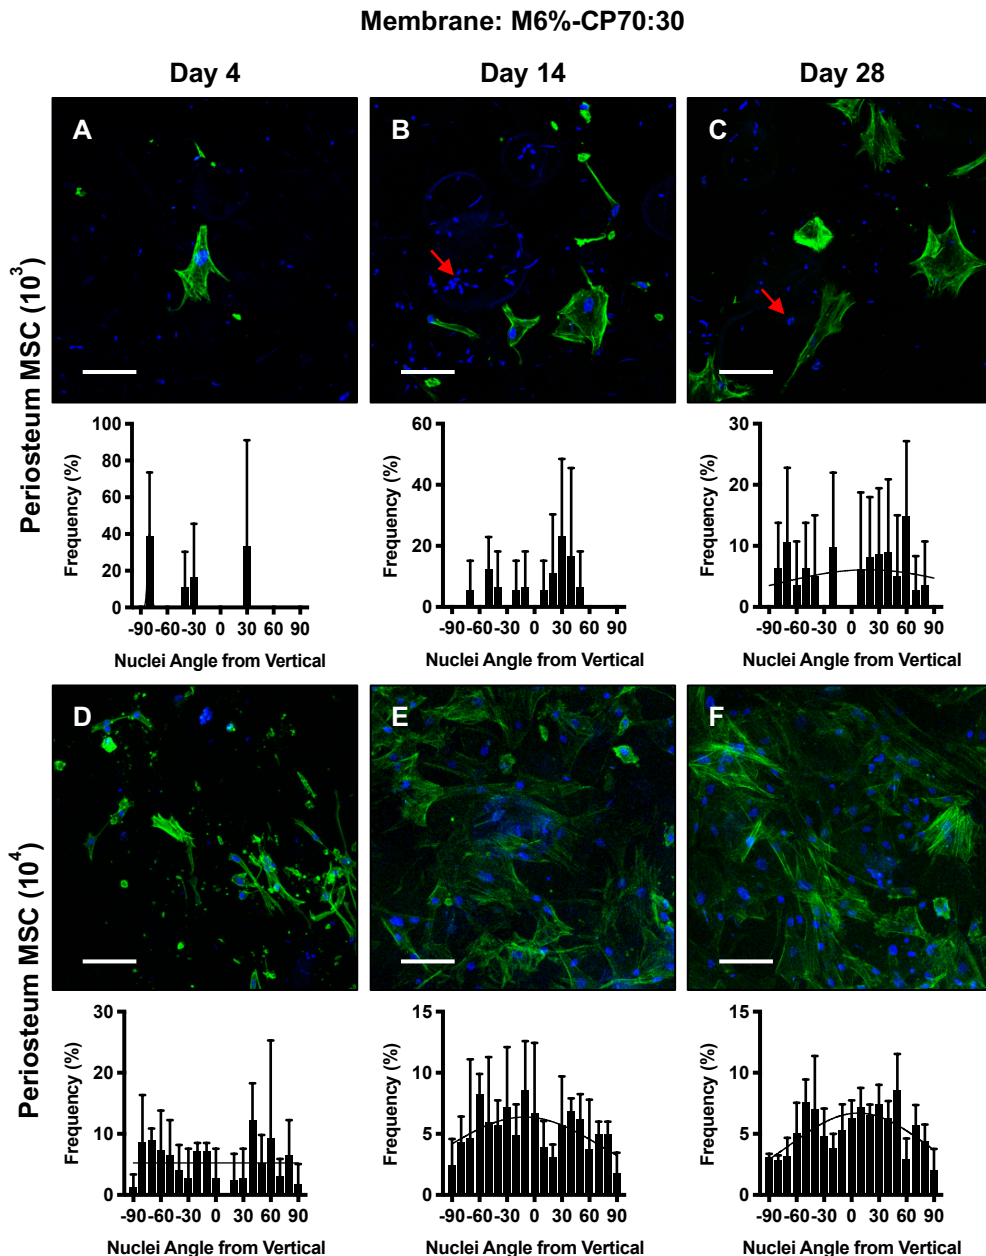 Membrane: M6%-CP70:30
Day 4
Day 14
Day 28
Periosteum MSC (10³)
A
B
C
Frequency (%)
100
80
60
40
20
0
-90 -60 -30 0 30 60 90
Nuclei Angle from Vertical
Frequency (%)
60
40
20
0
-90 -60 -30 0 30 60 90
Nuclei Angle from Vertical
Frequency (%)
30
20
10
0
-90 -60 -30 0 30 60 90
Nuclei Angle from Vertical
Periosteum MSC (10⁴)
D
E
F
Frequency (%)
30
20
10
0
-90 -60 -30 0 30 60 90
Nuclei Angle from Vertical
Frequency (%)
15
10
5
0
-90 -60 -30 0 30 60 90
Nuclei Angle from Vertical
Frequency (%)
15
10
5
0
-90 -60 -30 0 30 60 90
Nuclei Angle from Vertical